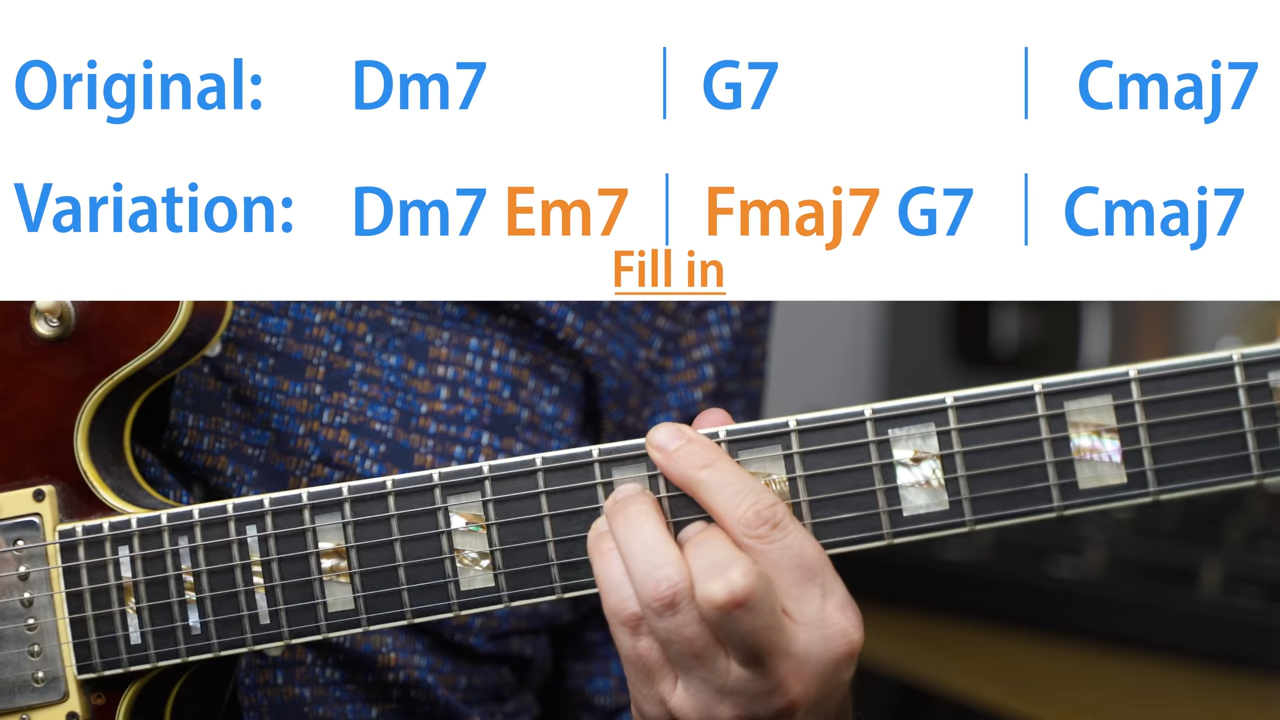 Original: Dm7 | G7 | Cmaj7
Variation: Dm7 Em7 | Fmaj7 G7 | Cmaj7
Fill in